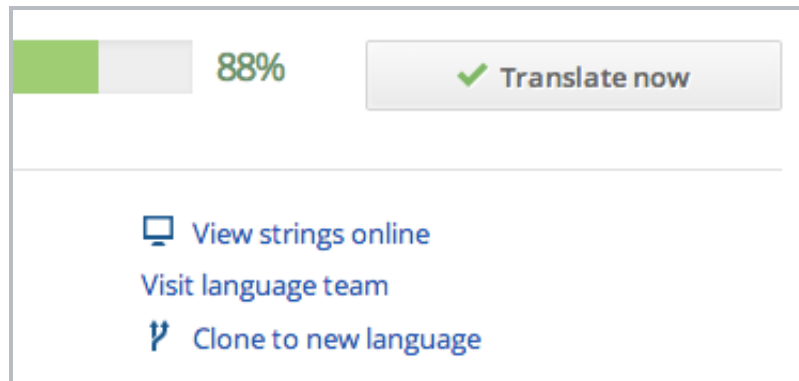 88%
Translate now
View strings online
Visit language team
Clone to new language